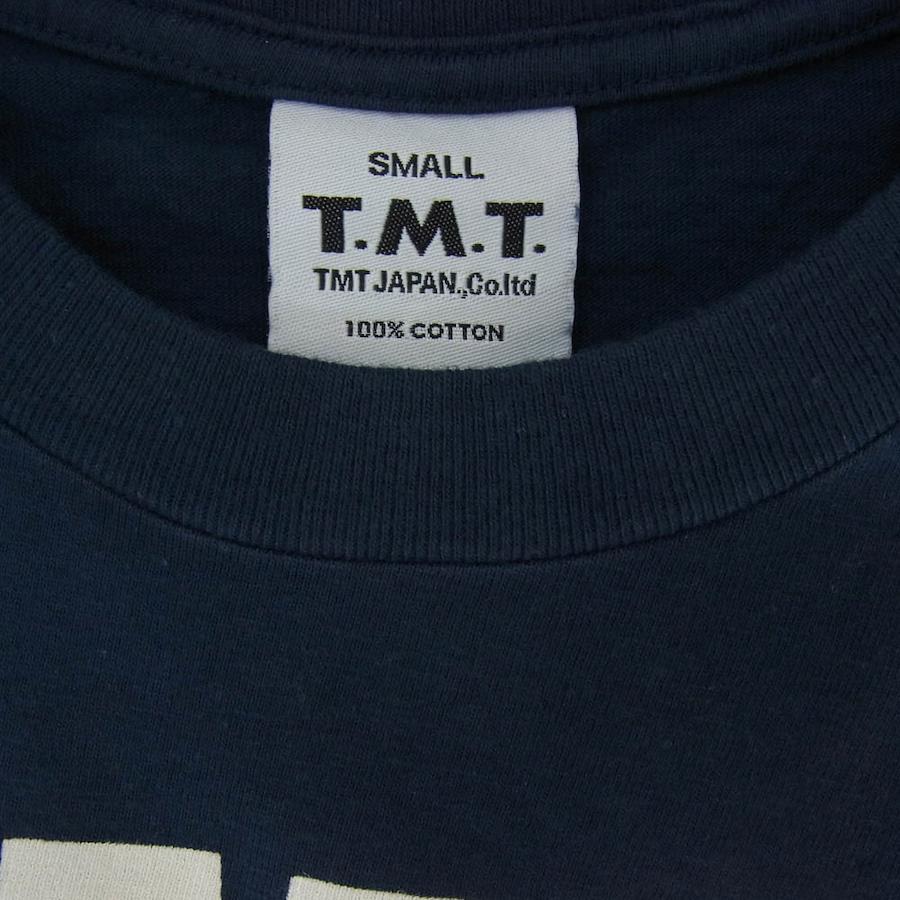 SMALL
T.M.T.
TMT JAPAN.,Co.ltd
100% COTTON